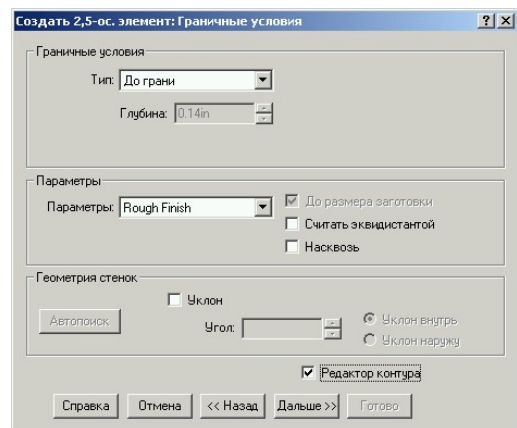 Создать 2,5-ос. элемент: Граничные условия
Граничные условия
Тип: До грани
Глубина: 0.14in
Параметры
Параметры: Rough Finish
До размера заготовки
Считать эквидистантой
Насквозь
Геометрия стенок
Уклон
Автопоиск
Угол:
Уклон внутрь
Уклон наружу
Редактор контура
Справка Отмена << Назад Дальше >> Готово